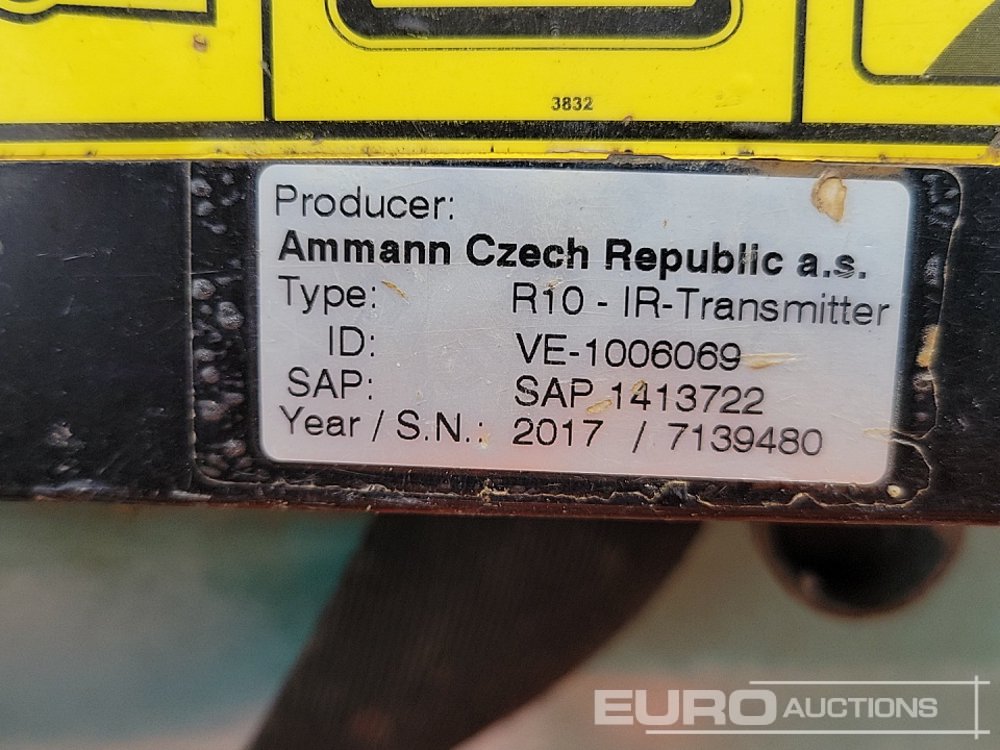 3832
Producer:
Ammann Czech Republic a.s.
Type: R10 - IR-Transmitter
ID: VE-1006069
SAP: SAP 1413722
Year / S.N.: 2017 / 7139480
EURO AUCTIONS